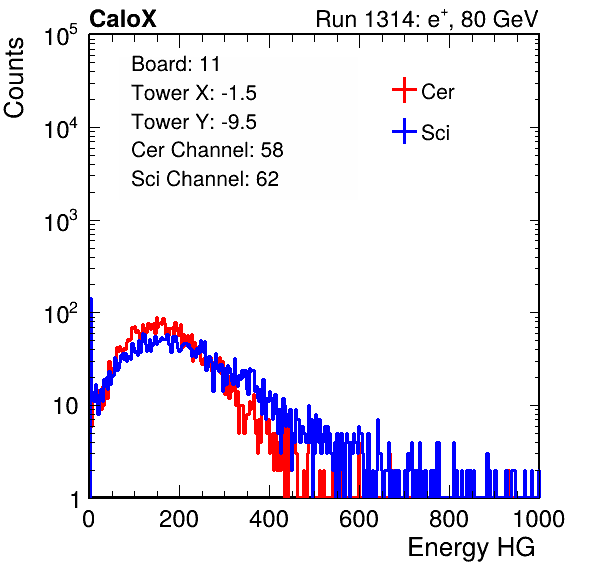 CaloX Run 1314: e⁺, 80 GeV
Counts
Board: 11
Tower X: -1.5
Tower Y: -9.5
Cer Channel: 58
Sci Channel: 62
Cer
Sci
10⁵
10⁴
10³
10²
10
1
0 200 400 600 800 1000
Energy HG